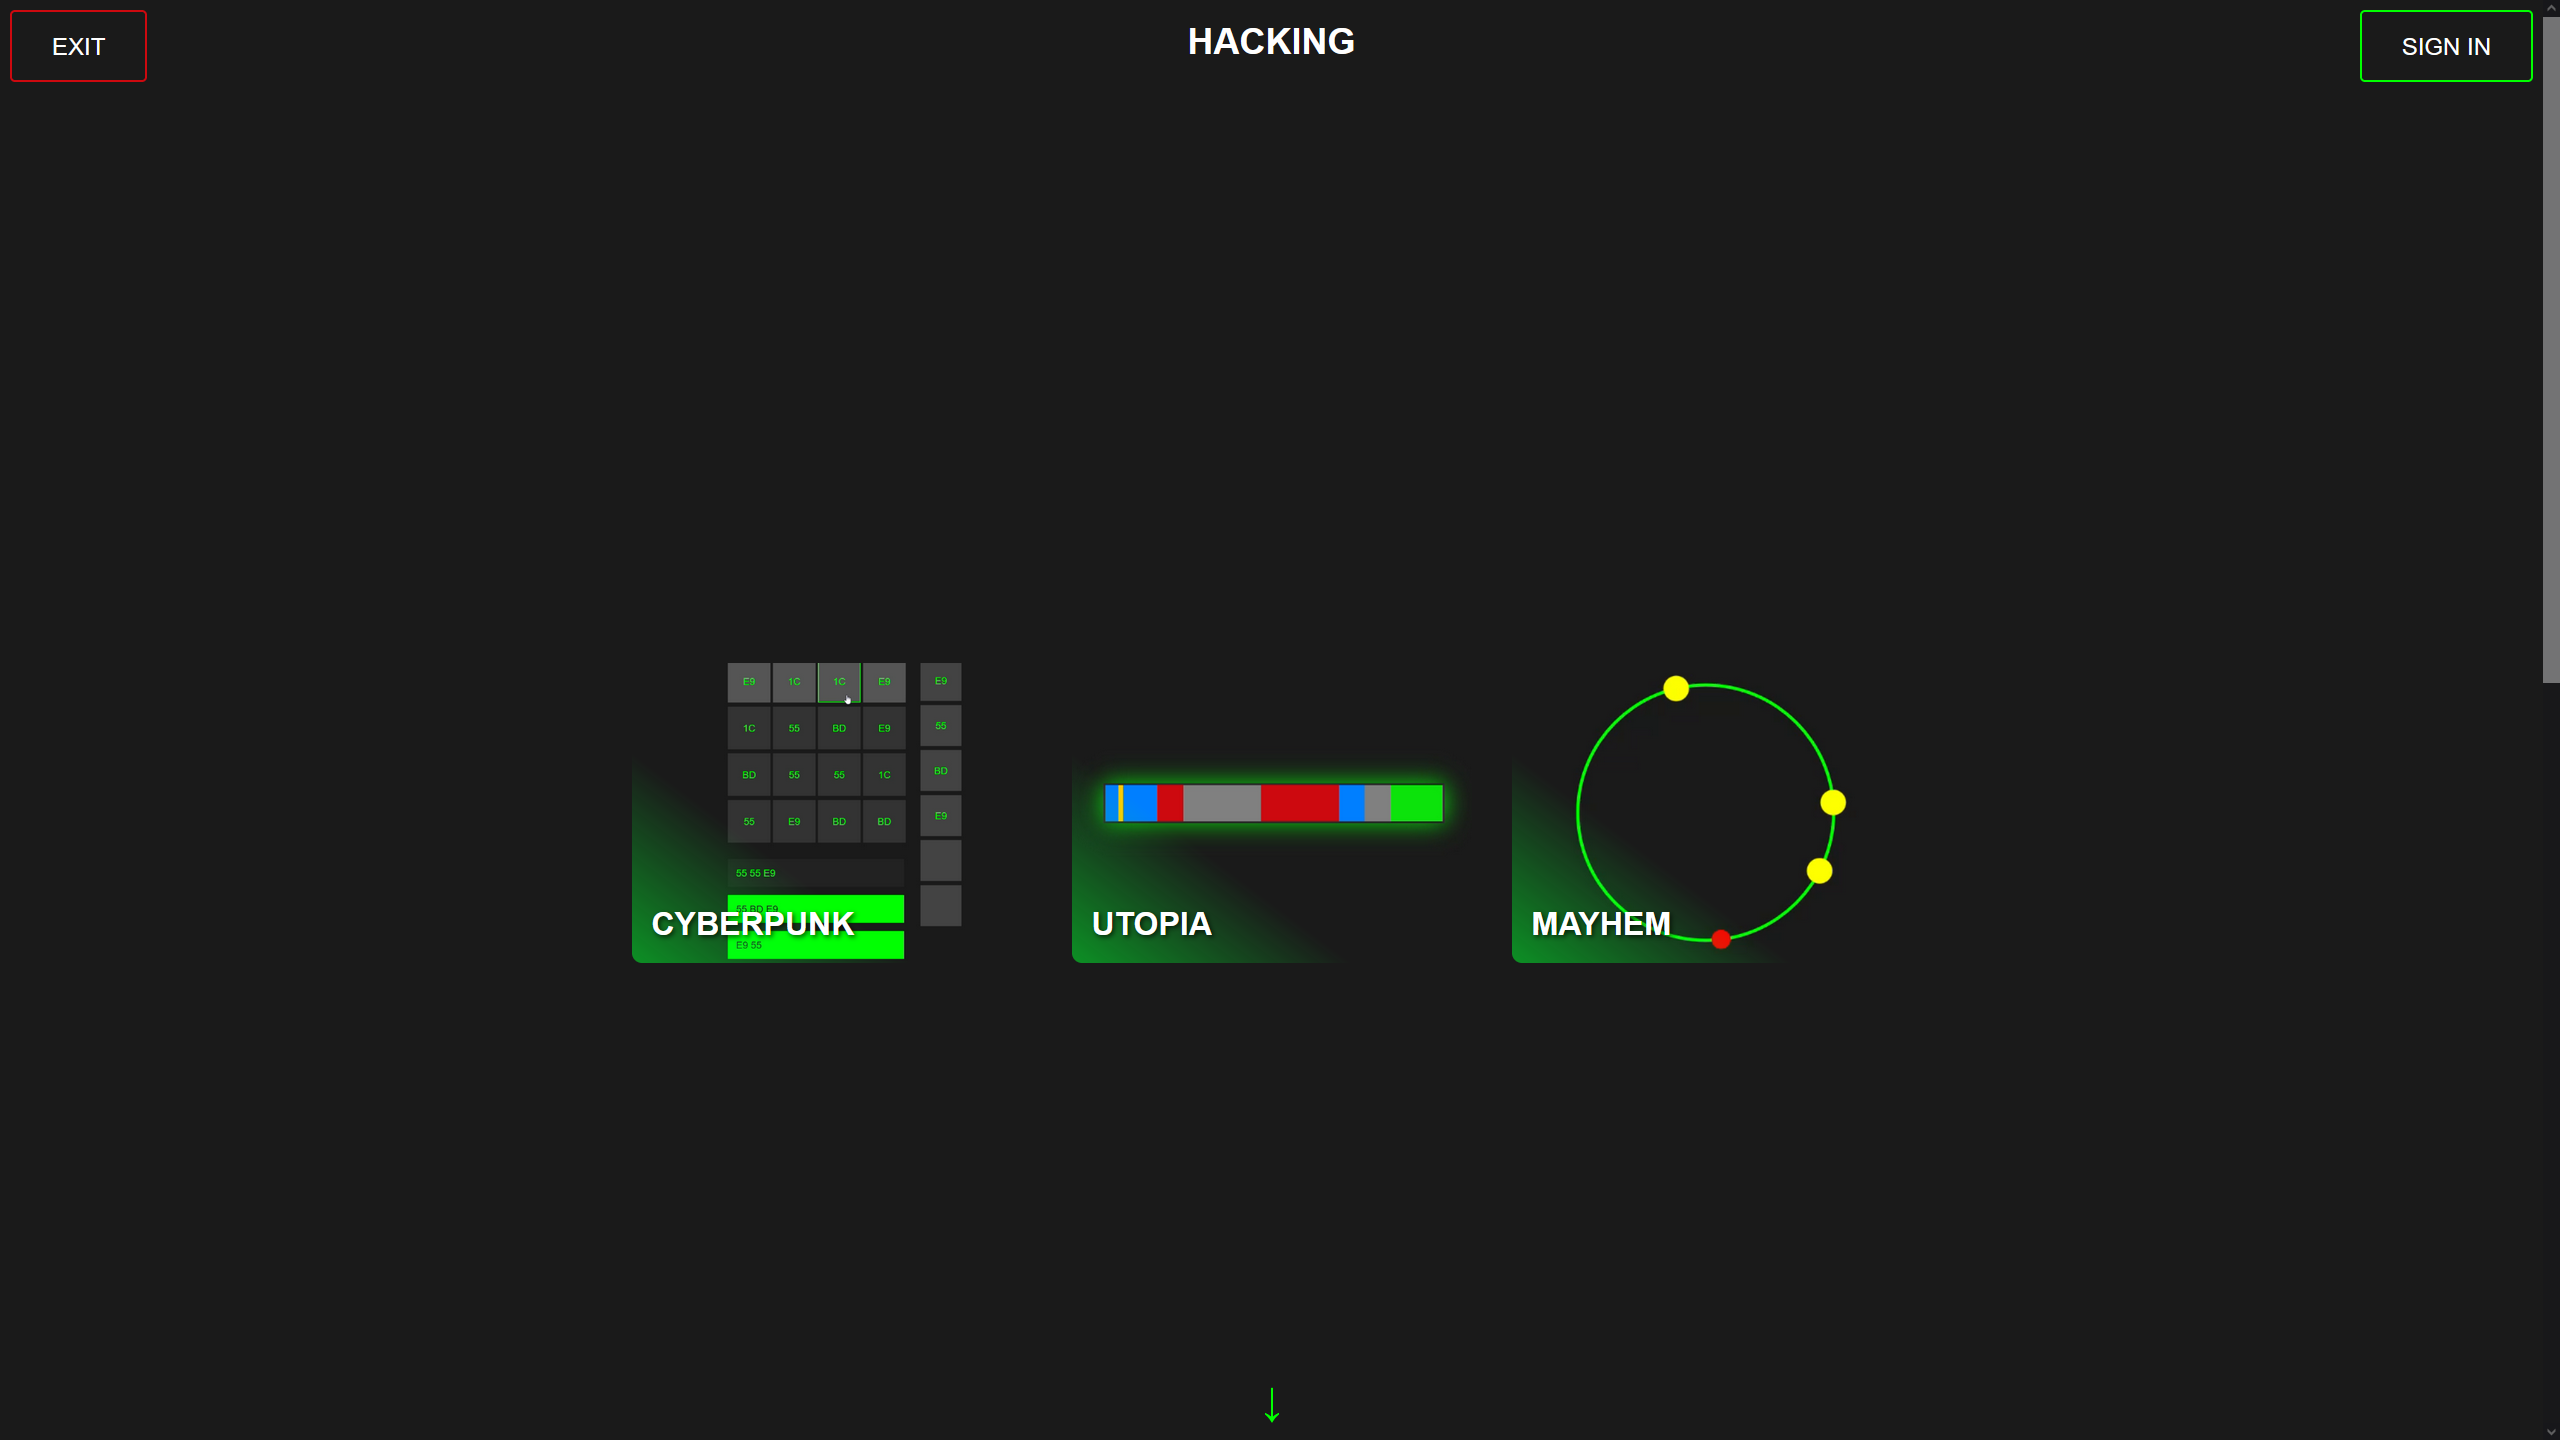 EXIT
HACKING
SIGN IN
E9 1C 1C E9
E9
1C 55 BD E9
55
BD 55 55 1C
BD
55 E9 BD BD
E9
55 55 E9
55 BD E9
CYBERPUNK
E9 55
UTOPIA
MAYHEM